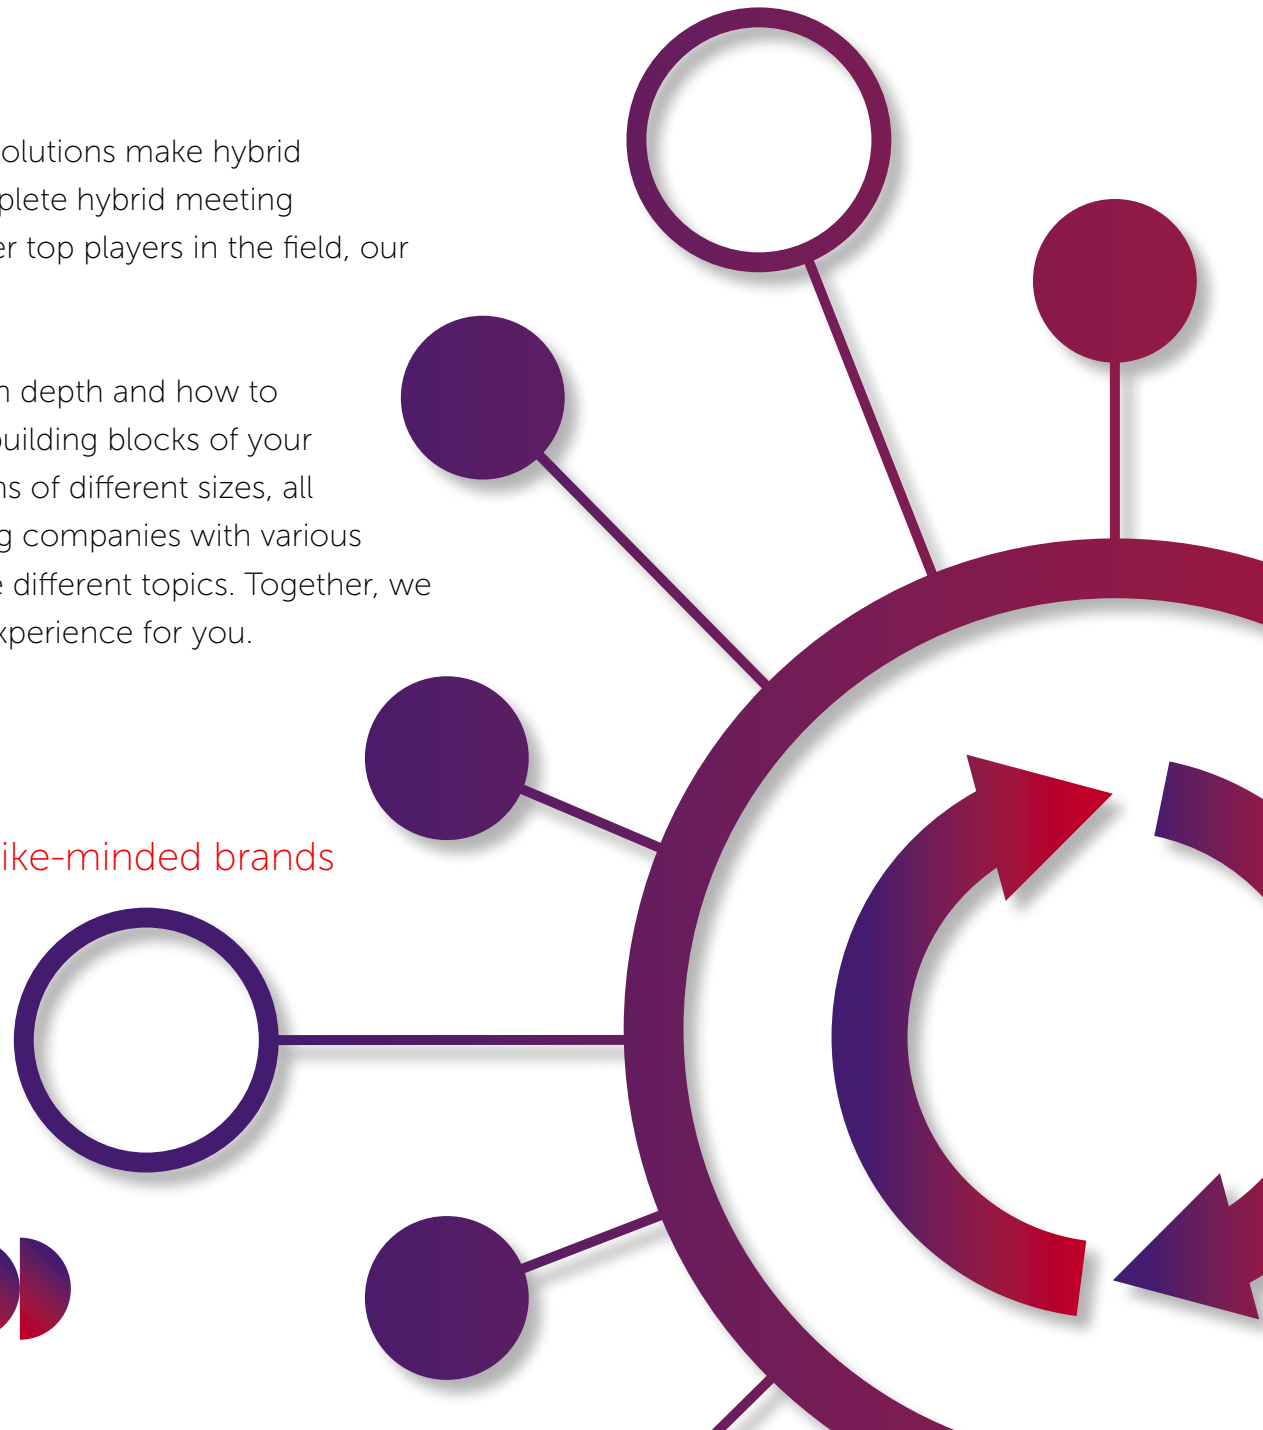 olutions make hybrid
plete hybrid meeting
er top players in the field, our
n depth and how to
building blocks of your
ns of different sizes, all
g companies with various
e different topics. Together, we
xperience for you.
ike-minded brands